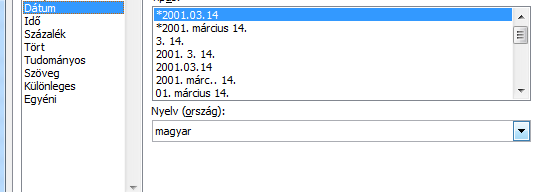 Dátum
Idő
Százalék
Tört
Tudományos
Szöveg
Különleges
Egyéni
*2001.03.14
*2001. március 14.
3. 14.
2001. 3. 14.
2001.03.14
2001. márc.. 14.
01. március 14.
Nyelv (ország):
magyar